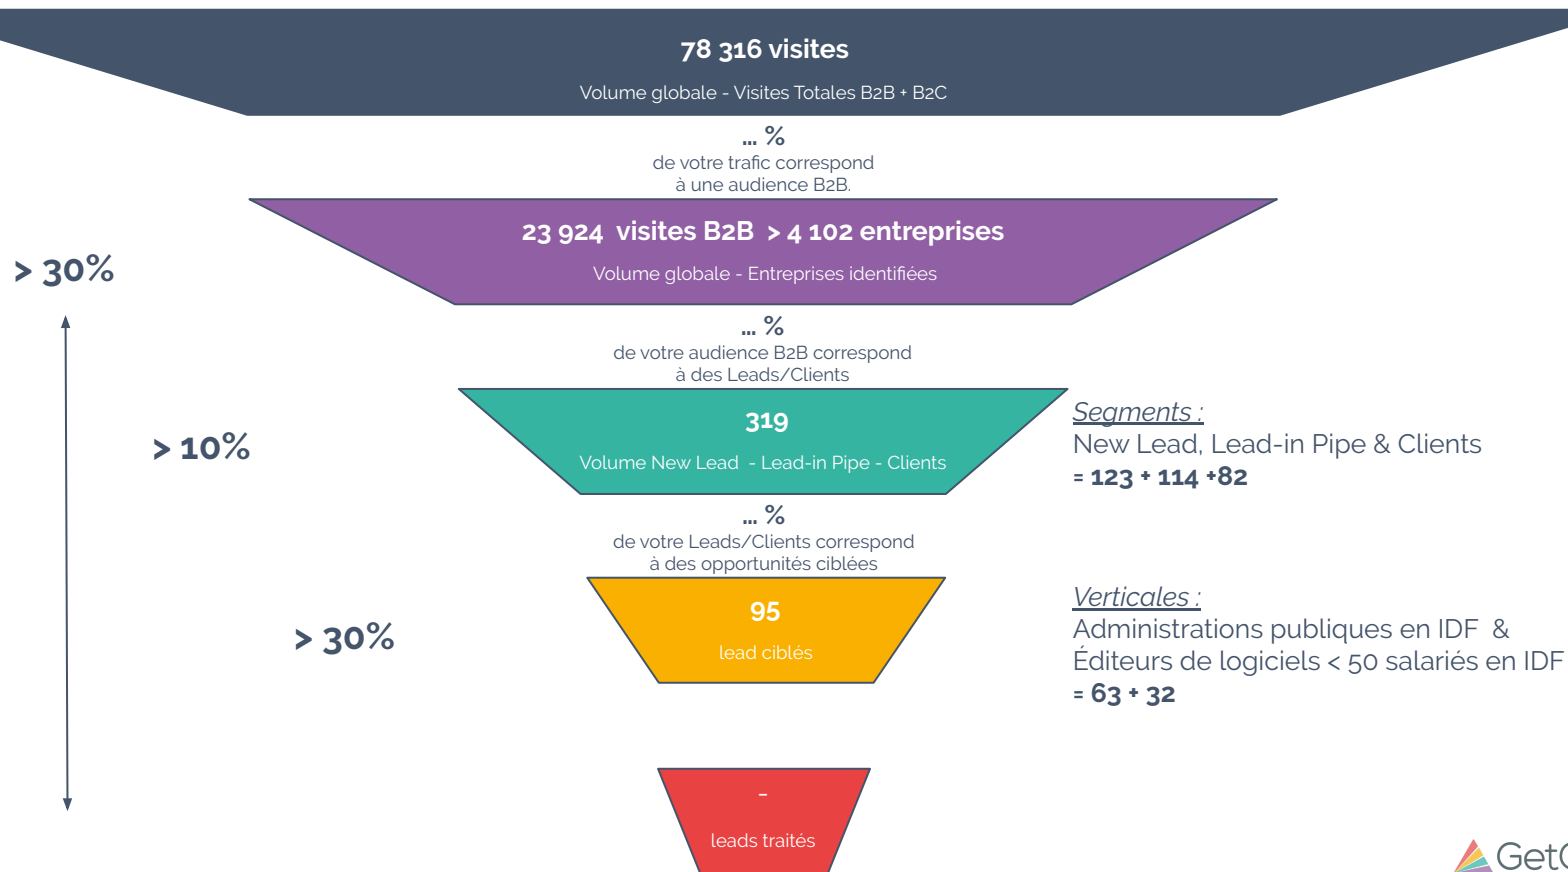 78 316 visites
Volume globale - Visites Totales B2B + B2C
... %
de votre trafic correspond
à une audience B2B.
23 924 visites B2B > 4 102 entreprises
Volume globale - Entreprises identifiées
> 30%
... %
de votre audience B2B correspond
à des Leads/Clients
319
Volume New Lead - Lead-in Pipe - Clients
> 10%
Segments :
New Lead, Lead-in Pipe & Clients
= 123 + 114 +82
... %
de votre Leads/Clients correspond
à des opportunités ciblées
95
lead ciblés
> 30%
Verticales :
Administrations publiques en IDF &
Éditeurs de logiciels < 50 salariés en IDF
= 63 + 32
-
leads traités